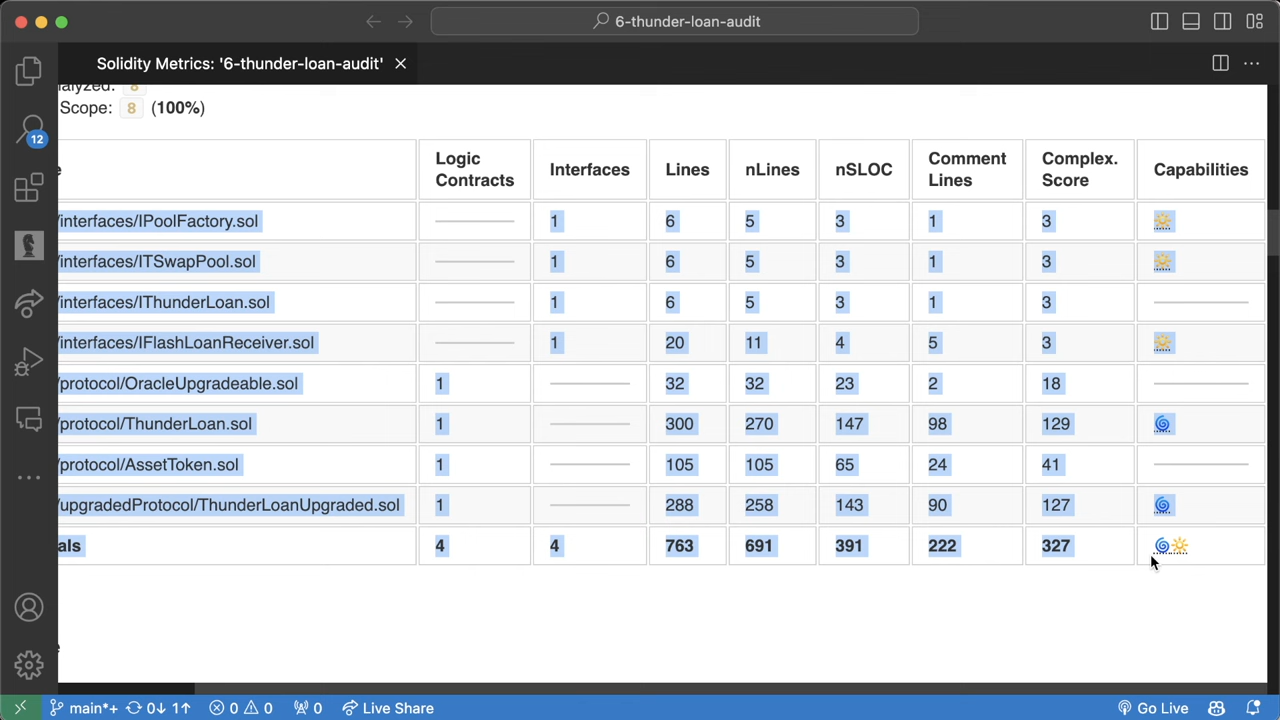 6-thunder-loan-audit
Solidity Metrics: '6-thunder-loan-audit'
alyzed: 8
Scope: 8 (100%)
e Logic Contracts Interfaces Lines nLines nSLOC Comment Lines Complex. Score Capabilities
/interfaces/IPoolFactory.sol 1 6 5 3 1 3 🔆
/interfaces/ITSwapPool.sol 1 6 5 3 1 3 🔆
/interfaces/IThunderLoan.sol 1 6 5 3 1 3
/interfaces/IFlashLoanReceiver.sol 1 20 11 4 5 3 🔆
/protocol/OracleUpgradeable.sol 1 32 32 23 2 18
/protocol/ThunderLoan.sol 1 300 270 147 98 129 🌀
/protocol/AssetToken.sol 1 105 105 65 24 41
/upgradedProtocol/ThunderLoanUpgraded.sol 1 288 258 143 90 127 🌀
als 4 4 763 691 391 222 327 🌀🔆
e
12
main*+ 0↓ 1↑ 0 0 0 Live Share Go Live